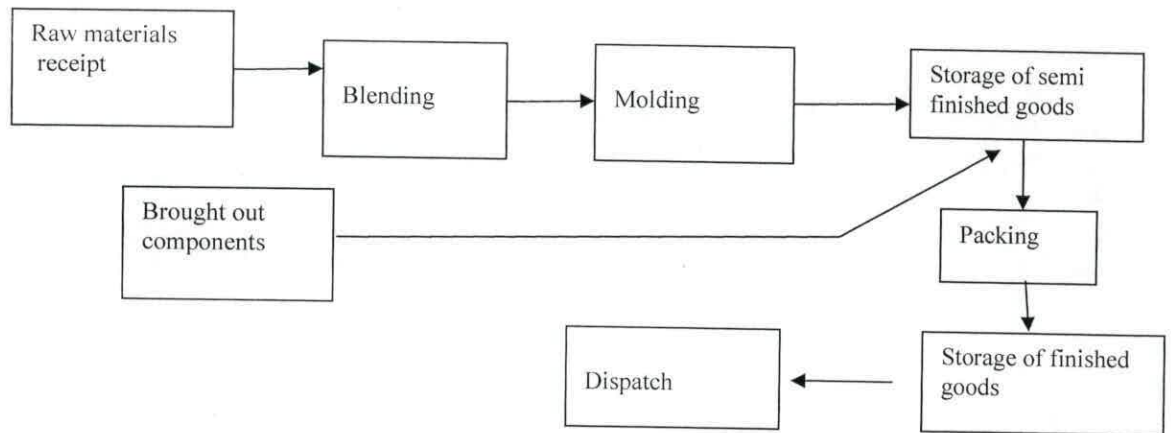 Raw materials
receipt
Blending
Molding
Storage of semi
finished goods
Brought out
components
Packing
Storage of finished
goods
Dispatch